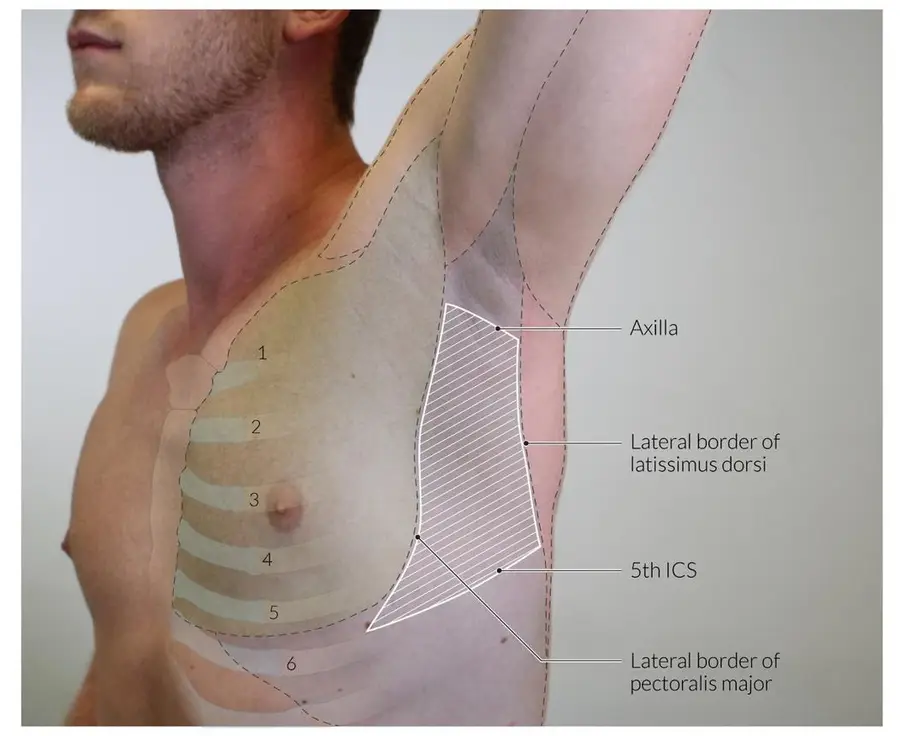 1
2
3
4
5
6
Axilla
Lateral border of
latissimus dorsi
5th ICS
Lateral border of
pectoralis major